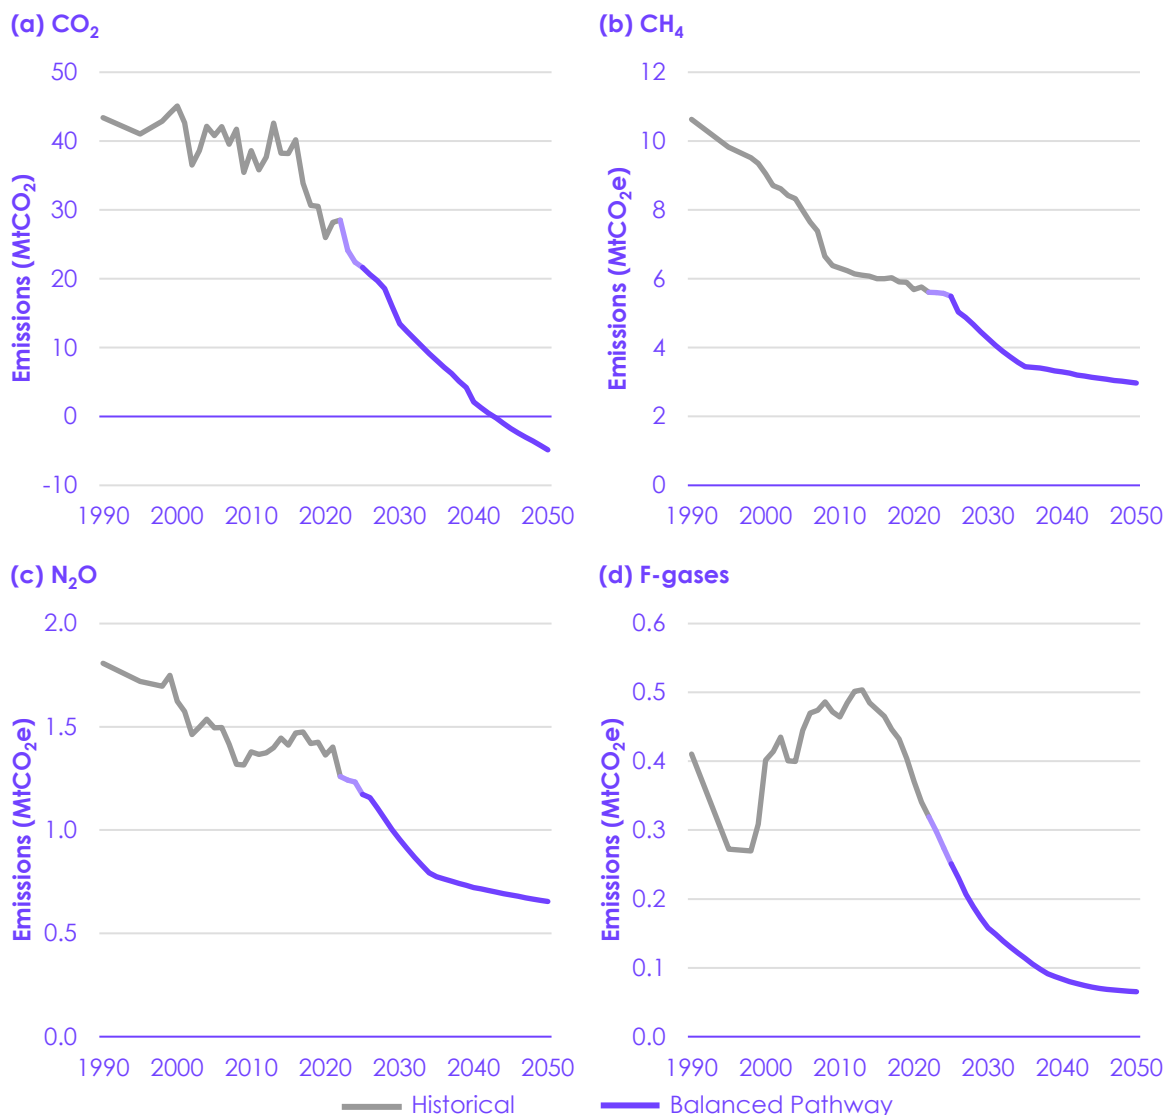 (a) CO₂
50
40
30
20
10
0
-10
Emissions (MtCO₂)
1990 2000 2010 2020 2030 2040 2050
(b) CH₄
12
10
8
6
4
2
0
Emissions (MtCO₂e)
1990 2000 2010 2020 2030 2040 2050
(c) N₂O
2.0
1.5
1.0
0.5
0.0
Emissions (MtCO₂e)
1990 2000 2010 2020 2030 2040 2050
(d) F-gases
0.6
0.5
0.4
0.3
0.2
0.1
0.0
Emissions (MtCO₂e)
1990 2000 2010 2020 2030 2040 2050
Historical
Balanced Pathway